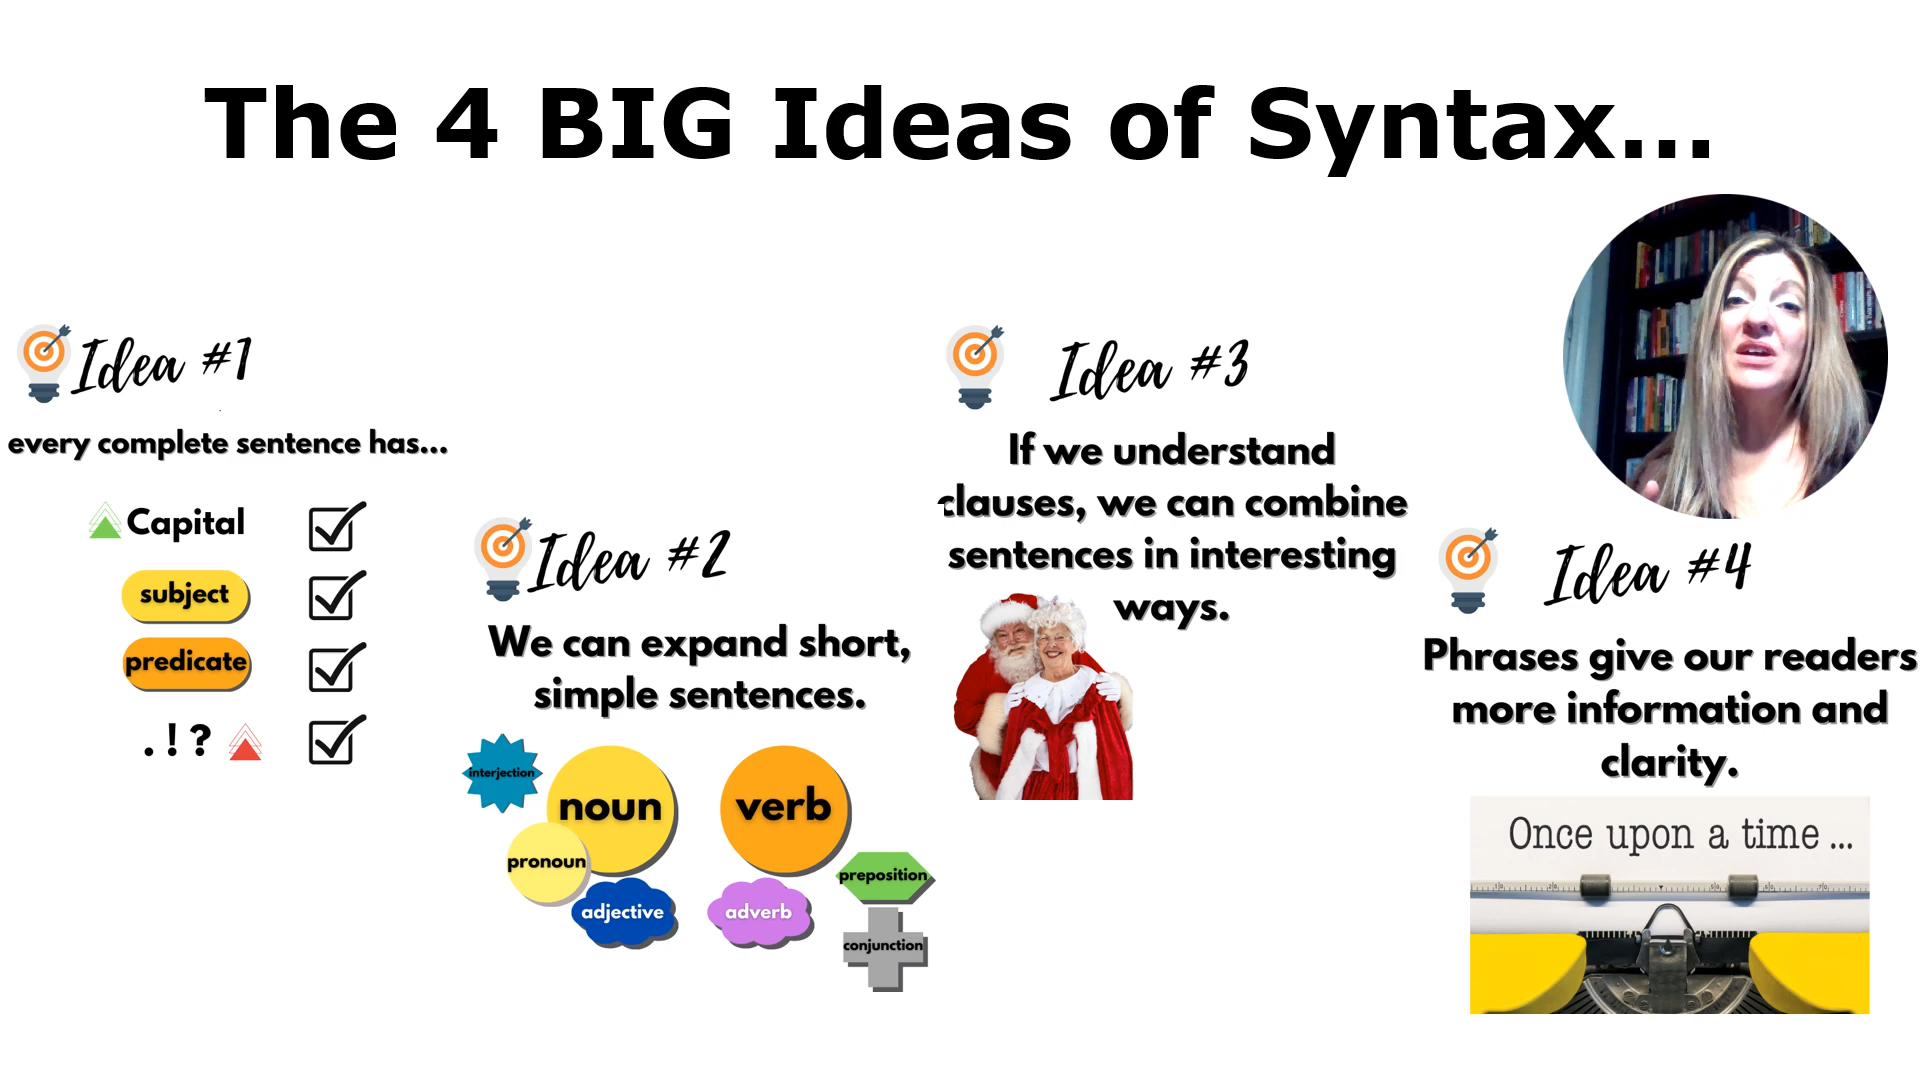 The 4 BIG Ideas of Syntax...
Idea #1
every complete sentence has...
Capital
subject
predicate
. ! ?
Idea #2
We can expand short,
simple sentences.
interjection
noun
verb
pronoun
adjective
adverb
preposition
conjunction
Idea #3
If we understand
clauses, we can combine
sentences in interesting
ways.
Idea #4
Phrases give our readers
more information and
clarity.
Once upon a time ...